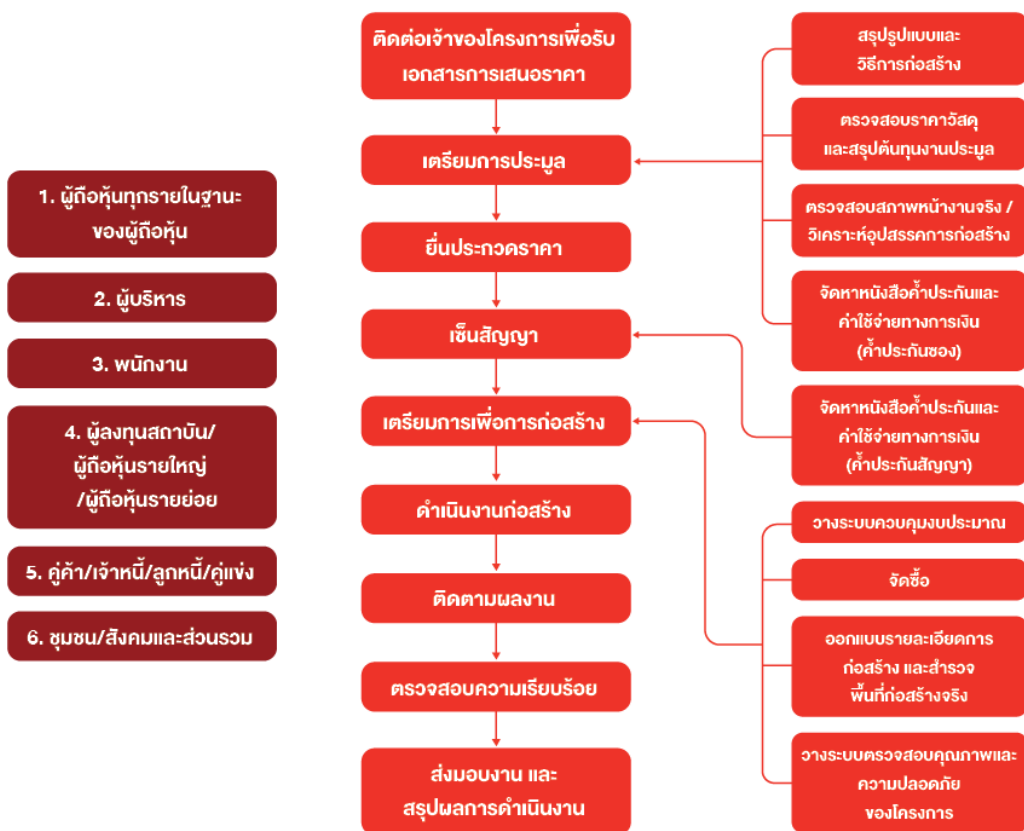 1. ผู้ถือหุ้นทุกรายในฐานะ
ของผู้ถือหุ้น
2. ผู้บริหาร
3. พนักงาน
4. ผู้ลงทุนสถาบัน/
ผู้ถือหุ้นรายใหญ่
/ผู้ถือหุ้นรายย่อย
5. คู่ค้า/เจ้าหนี้/ลูกหนี้/คู่แข่ง
6. ชุมชน/สังคมและส่วนรวม
ติดต่อเจ้าของโครงการเพื่อรับ
เอกสารการเสนอราคา
เตรียมการประมูล
ยื่นประกวดราคา
เซ็นสัญญา
เตรียมการเพื่อการก่อสร้าง
ดำเนินงานก่อสร้าง
ติดตามผลงาน
ตรวจสอบความเรียบร้อย
ส่งมอบงาน และ
สรุปผลการดำเนินงาน
สรุปรูปแบบและ
วิธีการก่อสร้าง
ตรวจสอบราคาวัสดุ
และสรุปต้นทุนงานประมูล
ตรวจสอบสภาพหน้างานจริง /
วิเคราะห์อุปสรรคการก่อสร้าง
จัดหาหนังสือค้ำประกันและ
ค่าใช้จ่ายทางการเงิน
(ค้ำประกันซอง)
จัดหาหนังสือค้ำประกันและ
ค่าใช้จ่ายทางการเงิน
(ค้ำประกันสัญญา)
วางระบบควบคุมงบประมาณ
จัดซื้อ
ออกแบบรายละเอียดการ
ก่อสร้าง และสำรวจ
พื้นที่ก่อสร้างจริง
วางระบบตรวจสอบคุณภาพและ
ความปลอดภัย
ของโครงการ